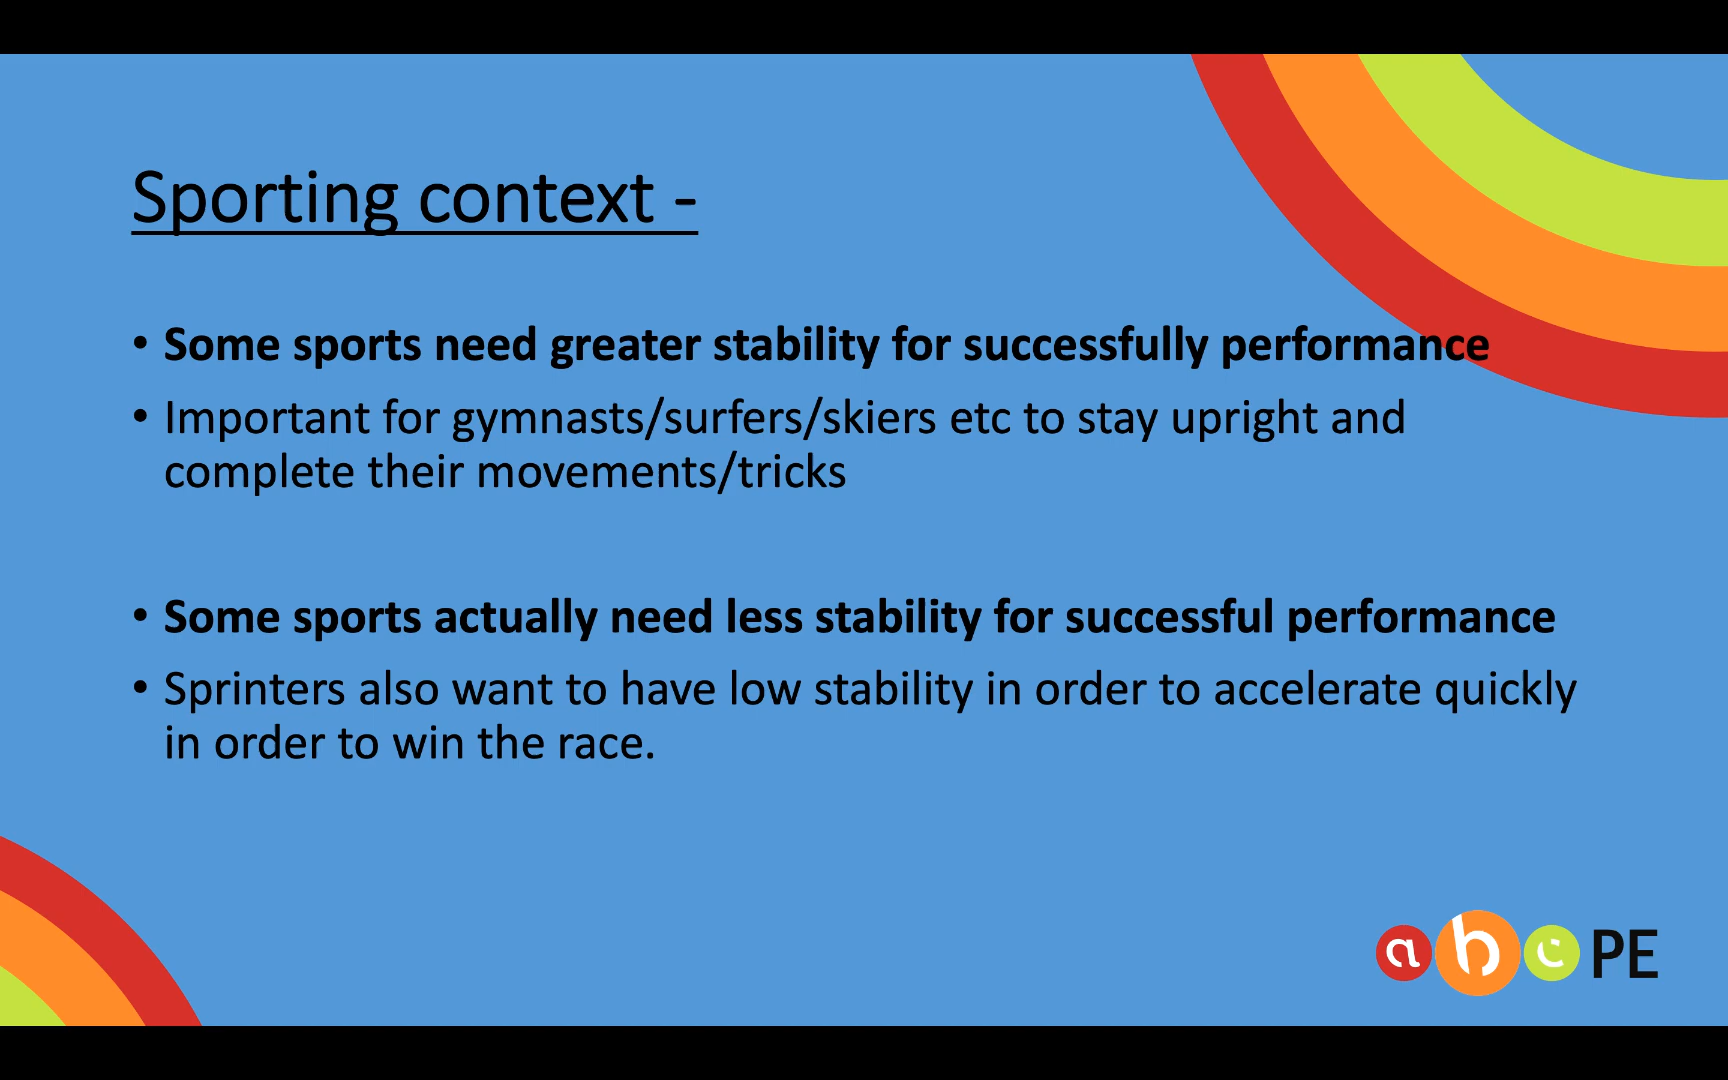 Sporting context -
• Some sports need greater stability for successfully performance
• Important for gymnasts/surfers/skiers etc to stay upright and
complete their movements/tricks
• Some sports actually need less stability for successful performance
• Sprinters also want to have low stability in order to accelerate quickly
in order to win the race.
abc PE